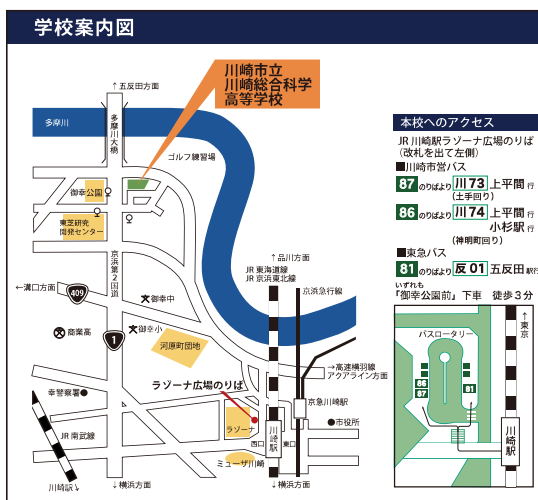 学校案内図
↑五反田方面
川崎市立
川崎総合科学
高等学校
多摩川
多摩川大橋
ゴルフ練習場
御幸公園
東芝研究
開発センター
京浜第2国道
↑品川方面
JR 東海道線
JR 京浜東北線
京浜急行線
←溝口方面
409
御幸中
御幸小
商業高
1
河原町団地
→高速横羽線
アクアライン方面
ラゾーナ広場のりば
幸警察署
京急川崎駅
市役所
JR 南武線
ラゾーナ
西口
川崎駅
東口
ミューザ川崎
川崎駅↓
↓横浜方面
↓横浜方面
本校へのアクセス
JR 川崎駅ラゾーナ広場のりば
(改札を出て左側)
■川崎市営バス
87 のりばより 川 73 上平間 行
(土手回り)
86 のりばより 川 74 上平間 行
小杉駅 行
(神明町回り)
■東急バス
81 のりばより 反 01 五反田 駅行
いずれも
「御幸公園前」下車 徒歩３分
↑東京
バスロータリー
86
87
81
川崎駅